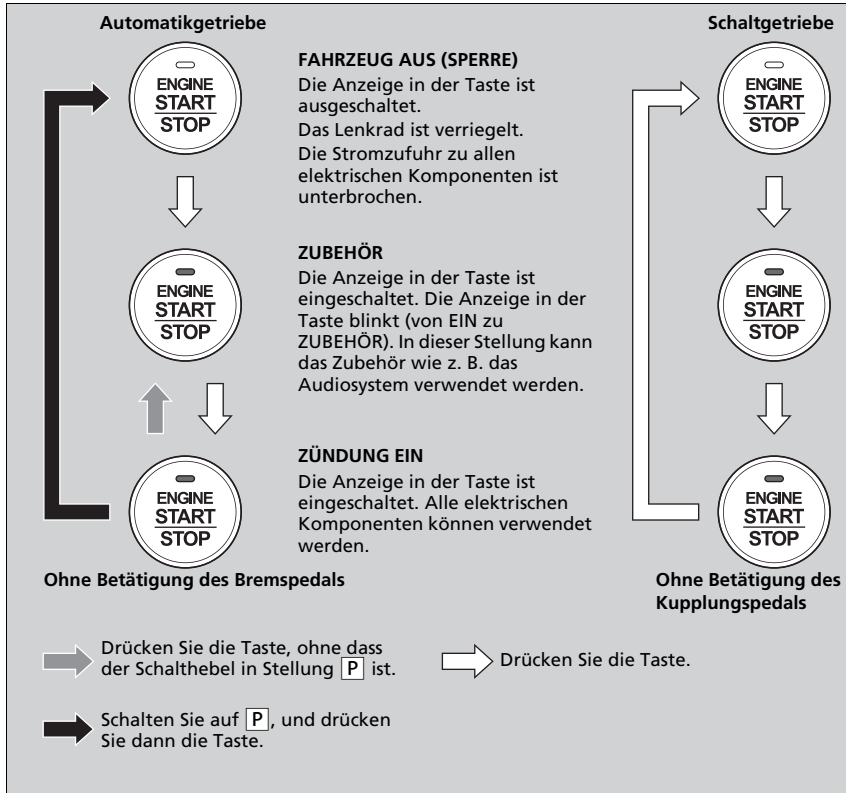 Automatikgetriebe
Schaltgetriebe
ENGINE
START
STOP
FAHRZEUG AUS (SPERRE)
Die Anzeige in der Taste ist
ausgeschaltet.
Das Lenkrad ist verriegelt.
Die Stromzufuhr zu allen
elektrischen Komponenten ist
unterbrochen.
ENGINE
START
STOP
ENGINE
START
STOP
ZUBEHÖR
Die Anzeige in der Taste ist
eingeschaltet. Die Anzeige in der
Taste blinkt (von EIN zu
ZUBEHÖR). In dieser Stellung kann
das Zubehör wie z. B. das
Audiosystem verwendet werden.
ENGINE
START
STOP
ENGINE
START
STOP
ZÜNDUNG EIN
Die Anzeige in der Taste ist
eingeschaltet. Alle elektrischen
Komponenten können verwendet
werden.
ENGINE
START
STOP
Ohne Betätigung des Bremspedals
Ohne Betätigung des
Kupplungspedals
Drücken Sie die Taste, ohne dass
der Schalthebel in Stellung P ist.
Drücken Sie die Taste.
Schalten Sie auf P, und drücken
Sie dann die Taste.